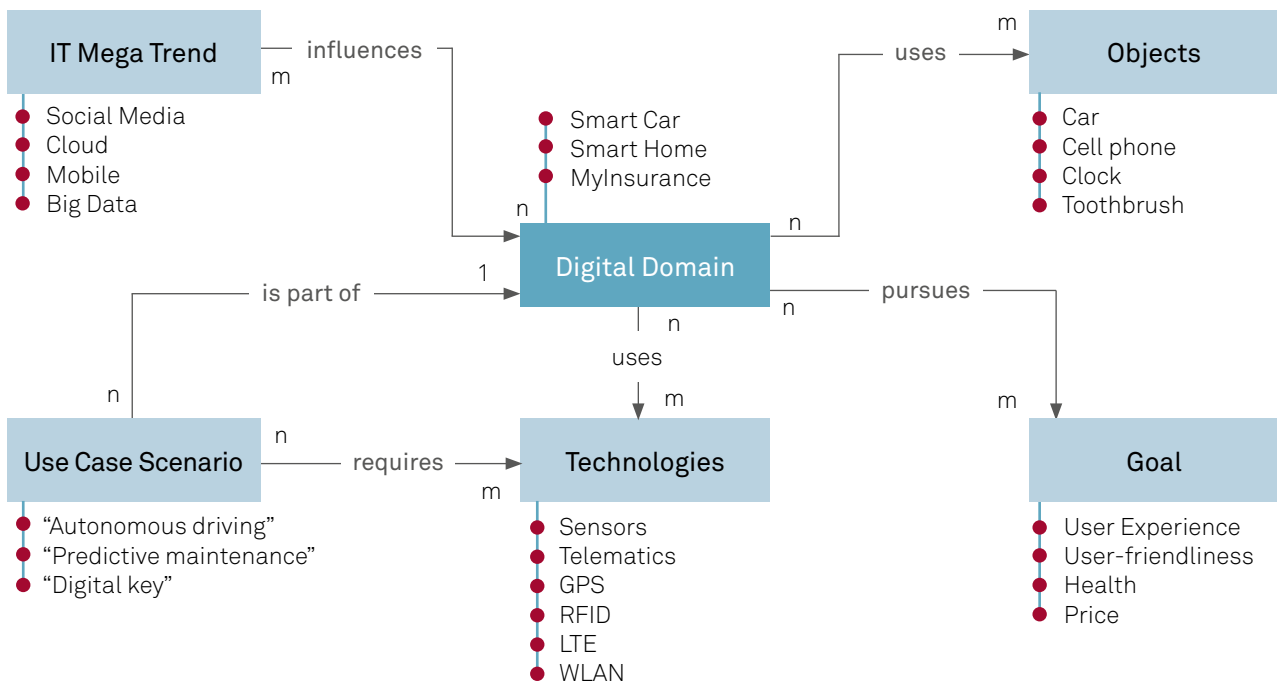 IT Mega Trend
m
influences
Social Media
Cloud
Mobile
Big Data
Smart Car
Smart Home
MyInsurance
n
Digital Domain
n
uses
m
Objects
Car
Cell phone
Clock
Toothbrush
is part of
1
n
n
pursues
m
n
uses
m
Use Case Scenario
n
requires
m
“Autonomous driving”
“Predictive maintenance”
“Digital key”
Technologies
Sensors
Telematics
GPS
RFID
LTE
WLAN
Goal
User Experience
User-friendliness
Health
Price